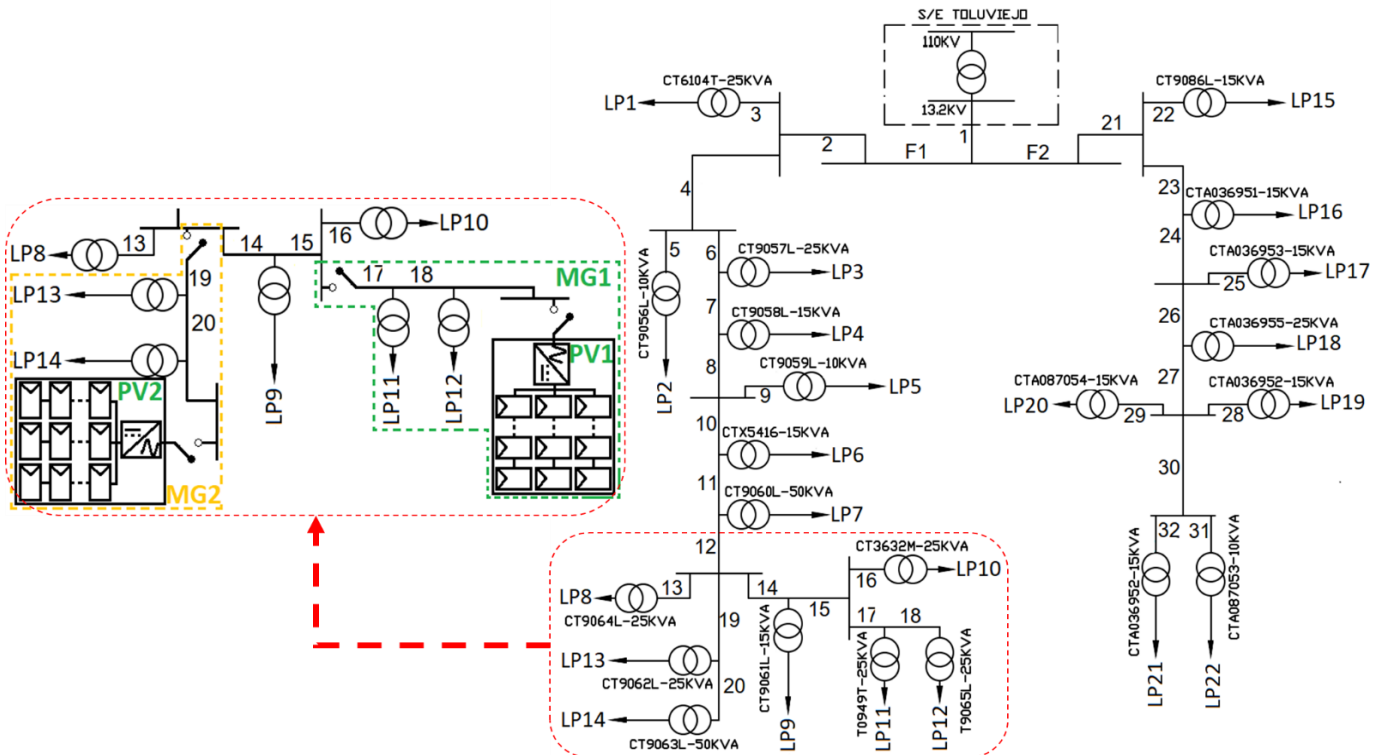 S/E TOLUVIEJO
110KV
13.2KV
1
CT6104T-25KVA
LP1
3
2
F1
F2
21
CT9086L-15KVA
22
LP15
4
23
CTA036951-15KVA
LP16
24
CTA036953-15KVA
LP17
25
26
CTA036955-25KVA
LP18
27
CTA087054-15KVA
LP20
29
CTA036952-15KVA
LP19
28
30
32
31
CTA036952-15KVA
CTA087053-10KVA
LP21
LP22
5
CT9056L-10KVA
LP2
6
CT9057L-25KVA
LP3
7
CT9058L-15KVA
LP4
8
CT9059L-10KVA
LP5
9
10
CTX5416-15KVA
LP6
11
CT9060L-50KVA
LP7
12
LP8
13
CT9064L-25KVA
14
CT9061L-15KVA
LP9
15
16
CT3632M-25KVA
LP10
17
18
T0949T-25KVA
LP11
T9065L-25KVA
LP12
19
LP13
CT9062L-25KVA
20
LP14
CT9063L-50KVA
LP8
13
14
15
16
LP10
LP9
19
LP13
20
LP14
PV2
MG2
17
18
MG1
LP11
LP12
PV1